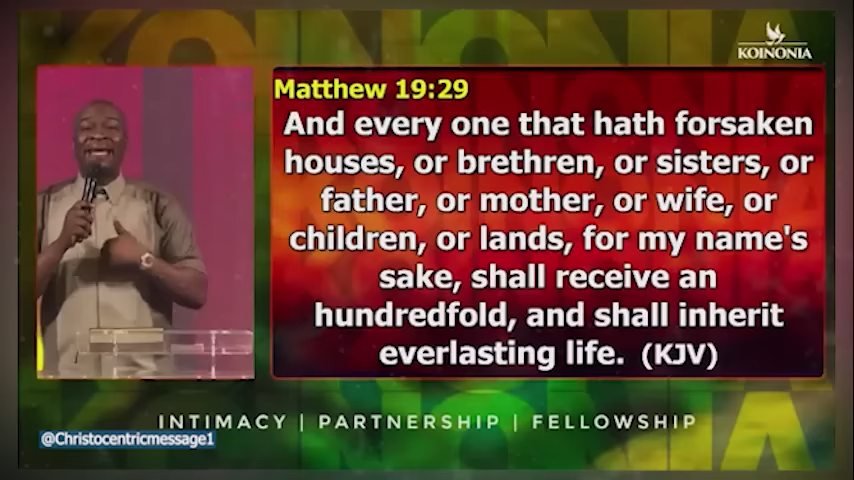 KOINONIA
Matthew 19:29
And every one that hath forsaken
houses, or brethren, or sisters, or
father, or mother, or wife, or
children, or lands, for my name's
sake, shall receive an
hundredfold, and shall inherit
everlasting life. (KJV)
INTIMACY | PARTNERSHIP | FELLOWSHIP
@Christocentricmessage1